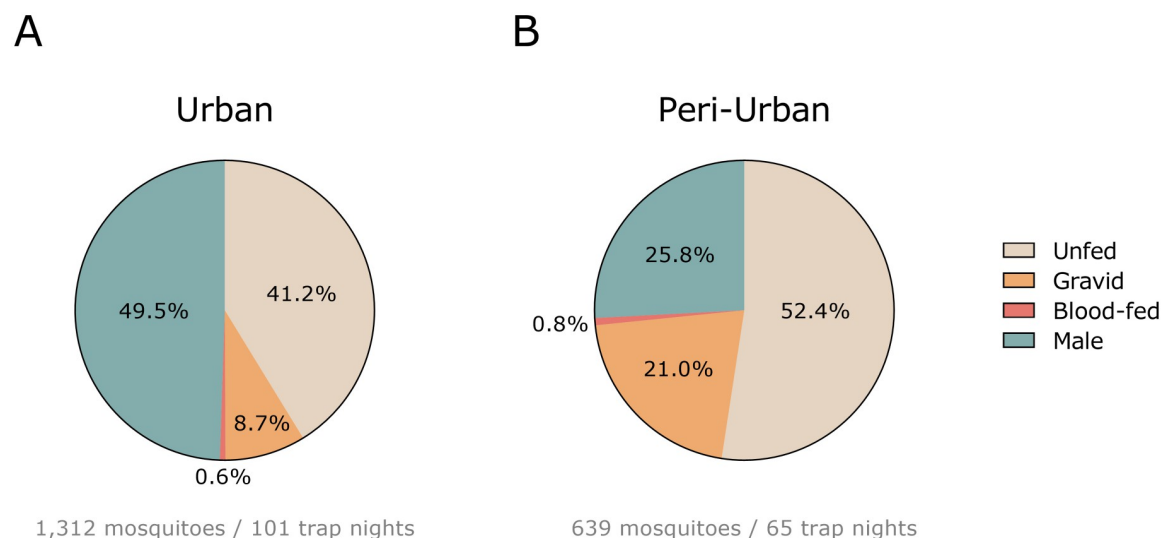 A
B
Urban
Peri-Urban
49.5%
41.2%
8.7%
0.6%
25.8%
52.4%
0.8%
21.0%
Unfed
Gravid
Blood-fed
Male
1,312 mosquitoes / 101 trap nights
639 mosquitoes / 65 trap nights